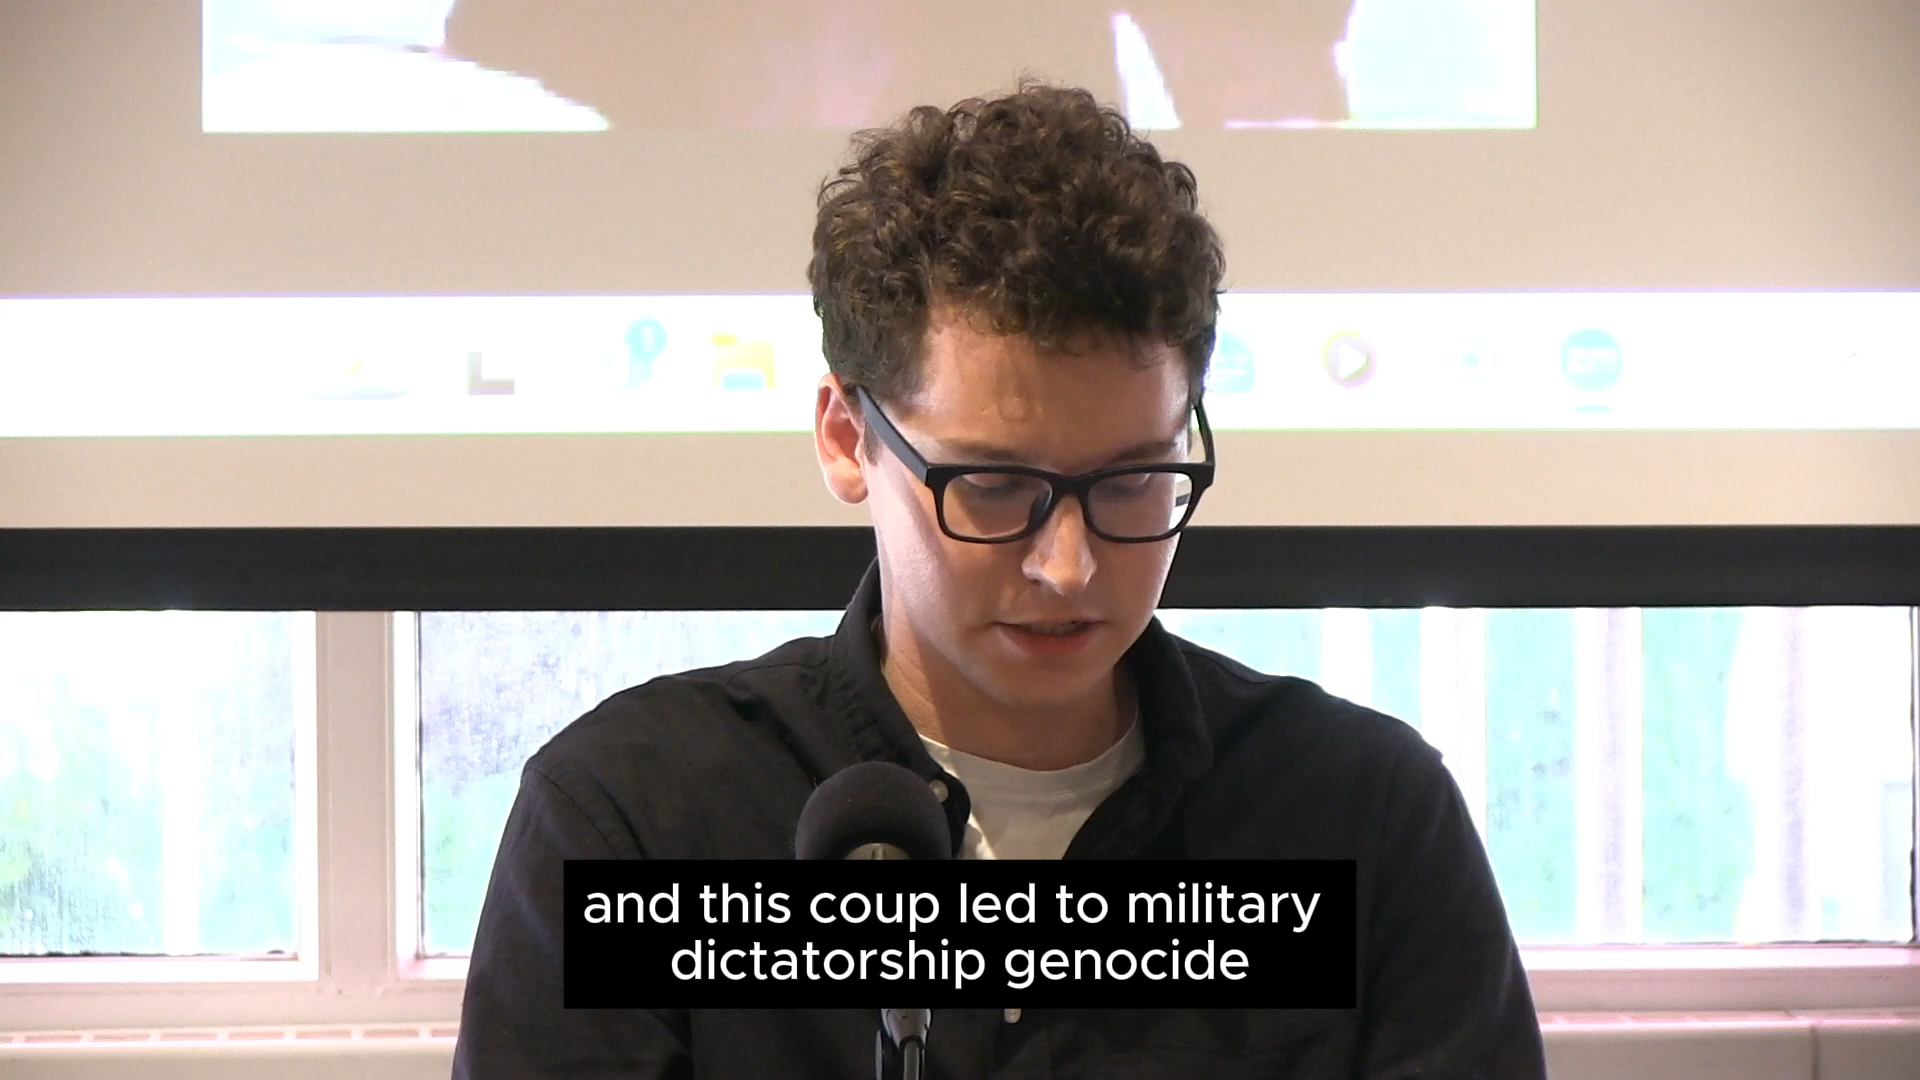 and this coup led to military
dictatorship genocide